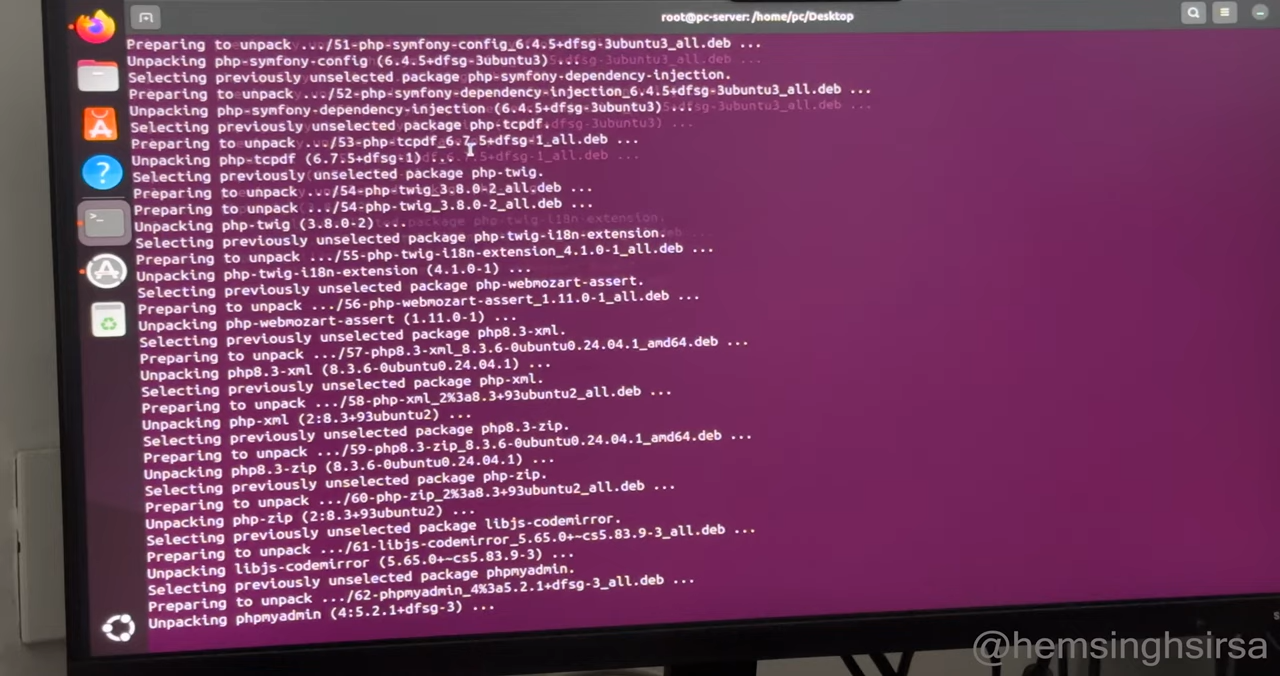 root@pc-server: /home/pc/Desktop
Preparing to unpack .../51-php-symfony-config_6.4.5+dfsg-3ubuntu3_all.deb ...
Unpacking php-symfony-config (6.4.5+dfsg-3ubuntu3) ...
Selecting previously unselected package php-symfony-dependency-injection.
Preparing to unpack .../52-php-symfony-dependency-injection_6.4.5+dfsg-3ubuntu3_all.deb ...
Unpacking php-symfony-dependency-injection (6.4.5+dfsg-3ubuntu3) ...
Selecting previously unselected package php-tcpdf.
Preparing to unpack .../53-php-tcpdf_6.7.5+dfsg-1_all.deb ...
Unpacking php-tcpdf (6.7.5+dfsg-1) ...
Selecting previously unselected package php-twig.
Preparing to unpack .../54-php-twig_3.8.0-2_all.deb ...
Preparing to unpack .../54-php-twig_3.8.0-2_all.deb ...
Unpacking php-twig (3.8.0-2) ...
Selecting previously unselected package php-twig-i18n-extension.
Preparing to unpack .../55-php-twig-i18n-extension_4.1.0-1_all.deb ...
Unpacking php-twig-i18n-extension (4.1.0-1) ...
Selecting previously unselected package php-webmozart-assert.
Preparing to unpack .../56-php-webmozart-assert_1.11.0-1_all.deb ...
Unpacking php-webmozart-assert (1.11.0-1) ...
Selecting previously unselected package php8.3-xml.
Preparing to unpack .../57-php8.3-xml_8.3.6-0ubuntu0.24.04.1_amd64.deb ...
Unpacking php8.3-xml (8.3.6-0ubuntu0.24.04.1) ...
Selecting previously unselected package php-xml.
Preparing to unpack .../58-php-xml_2%3a8.3+93ubuntu2_all.deb ...
Unpacking php-xml (2:8.3+93ubuntu2) ...
Selecting previously unselected package php8.3-zip.
Preparing to unpack .../59-php8.3-zip_8.3.6-0ubuntu0.24.04.1_amd64.deb ...
Unpacking php8.3-zip (8.3.6-0ubuntu0.24.04.1) ...
Selecting previously unselected package php-zip.
Preparing to unpack .../60-php-zip_2%3a8.3+93ubuntu2_all.deb ...
Unpacking php-zip (2:8.3+93ubuntu2) ...
Selecting previously unselected package libjs-codemirror.
Preparing to unpack .../61-libjs-codemirror_5.65.0+~cs5.83.9-3_all.deb ...
Unpacking libjs-codemirror (5.65.0+~cs5.83.9-3) ...
Selecting previously unselected package phpmyadmin.
Preparing to unpack .../62-phpmyadmin_4%3a5.2.1+dfsg-3_all.deb ...
Unpacking phpmyadmin (4:5.2.1+dfsg-3) ...
@hemsinghsirsa